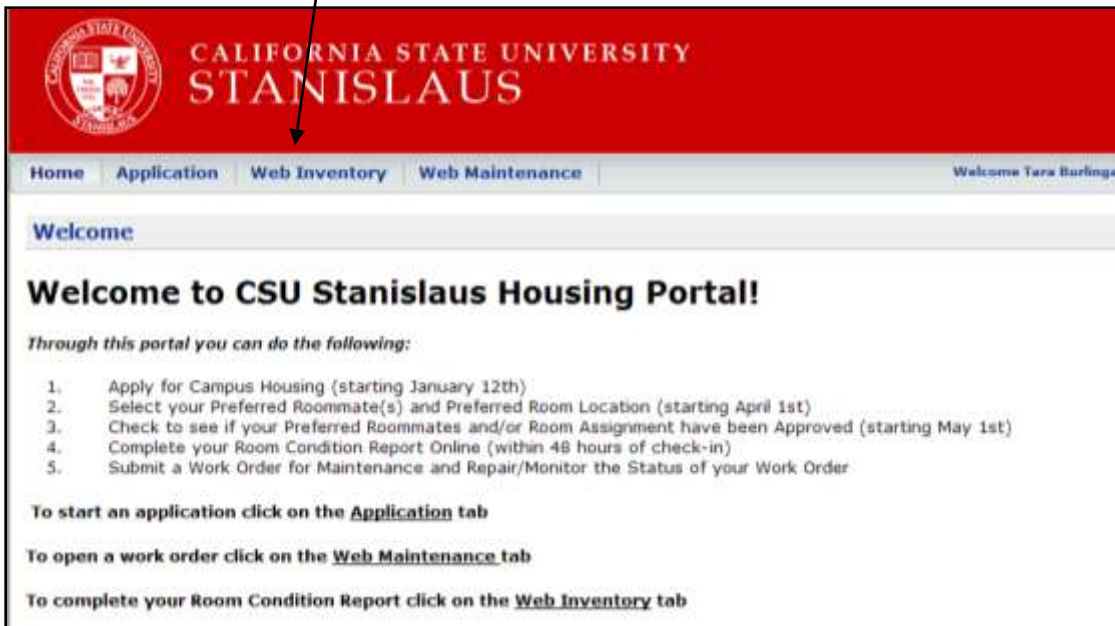 CALIFORNIA STATE UNIVERSITY
STANISLAUS
Home Application Web Inventory Web Maintenance Welcome Tara Burlinga
Welcome
Welcome to CSU Stanislaus Housing Portal!
Through this portal you can do the following:
1. Apply for Campus Housing (starting January 12th)
2. Select your Preferred Roommate(s) and Preferred Room Location (starting April 1st)
3. Check to see if your Preferred Roommates and/or Room Assignment have been Approved (starting May 1st)
4. Complete your Room Condition Report Online (within 48 hours of check-in)
5. Submit a Work Order for Maintenance and Repair/Monitor the Status of your Work Order
To start an application click on the Application tab
To open a work order click on the Web Maintenance tab
To complete your Room Condition Report click on the Web Inventory tab